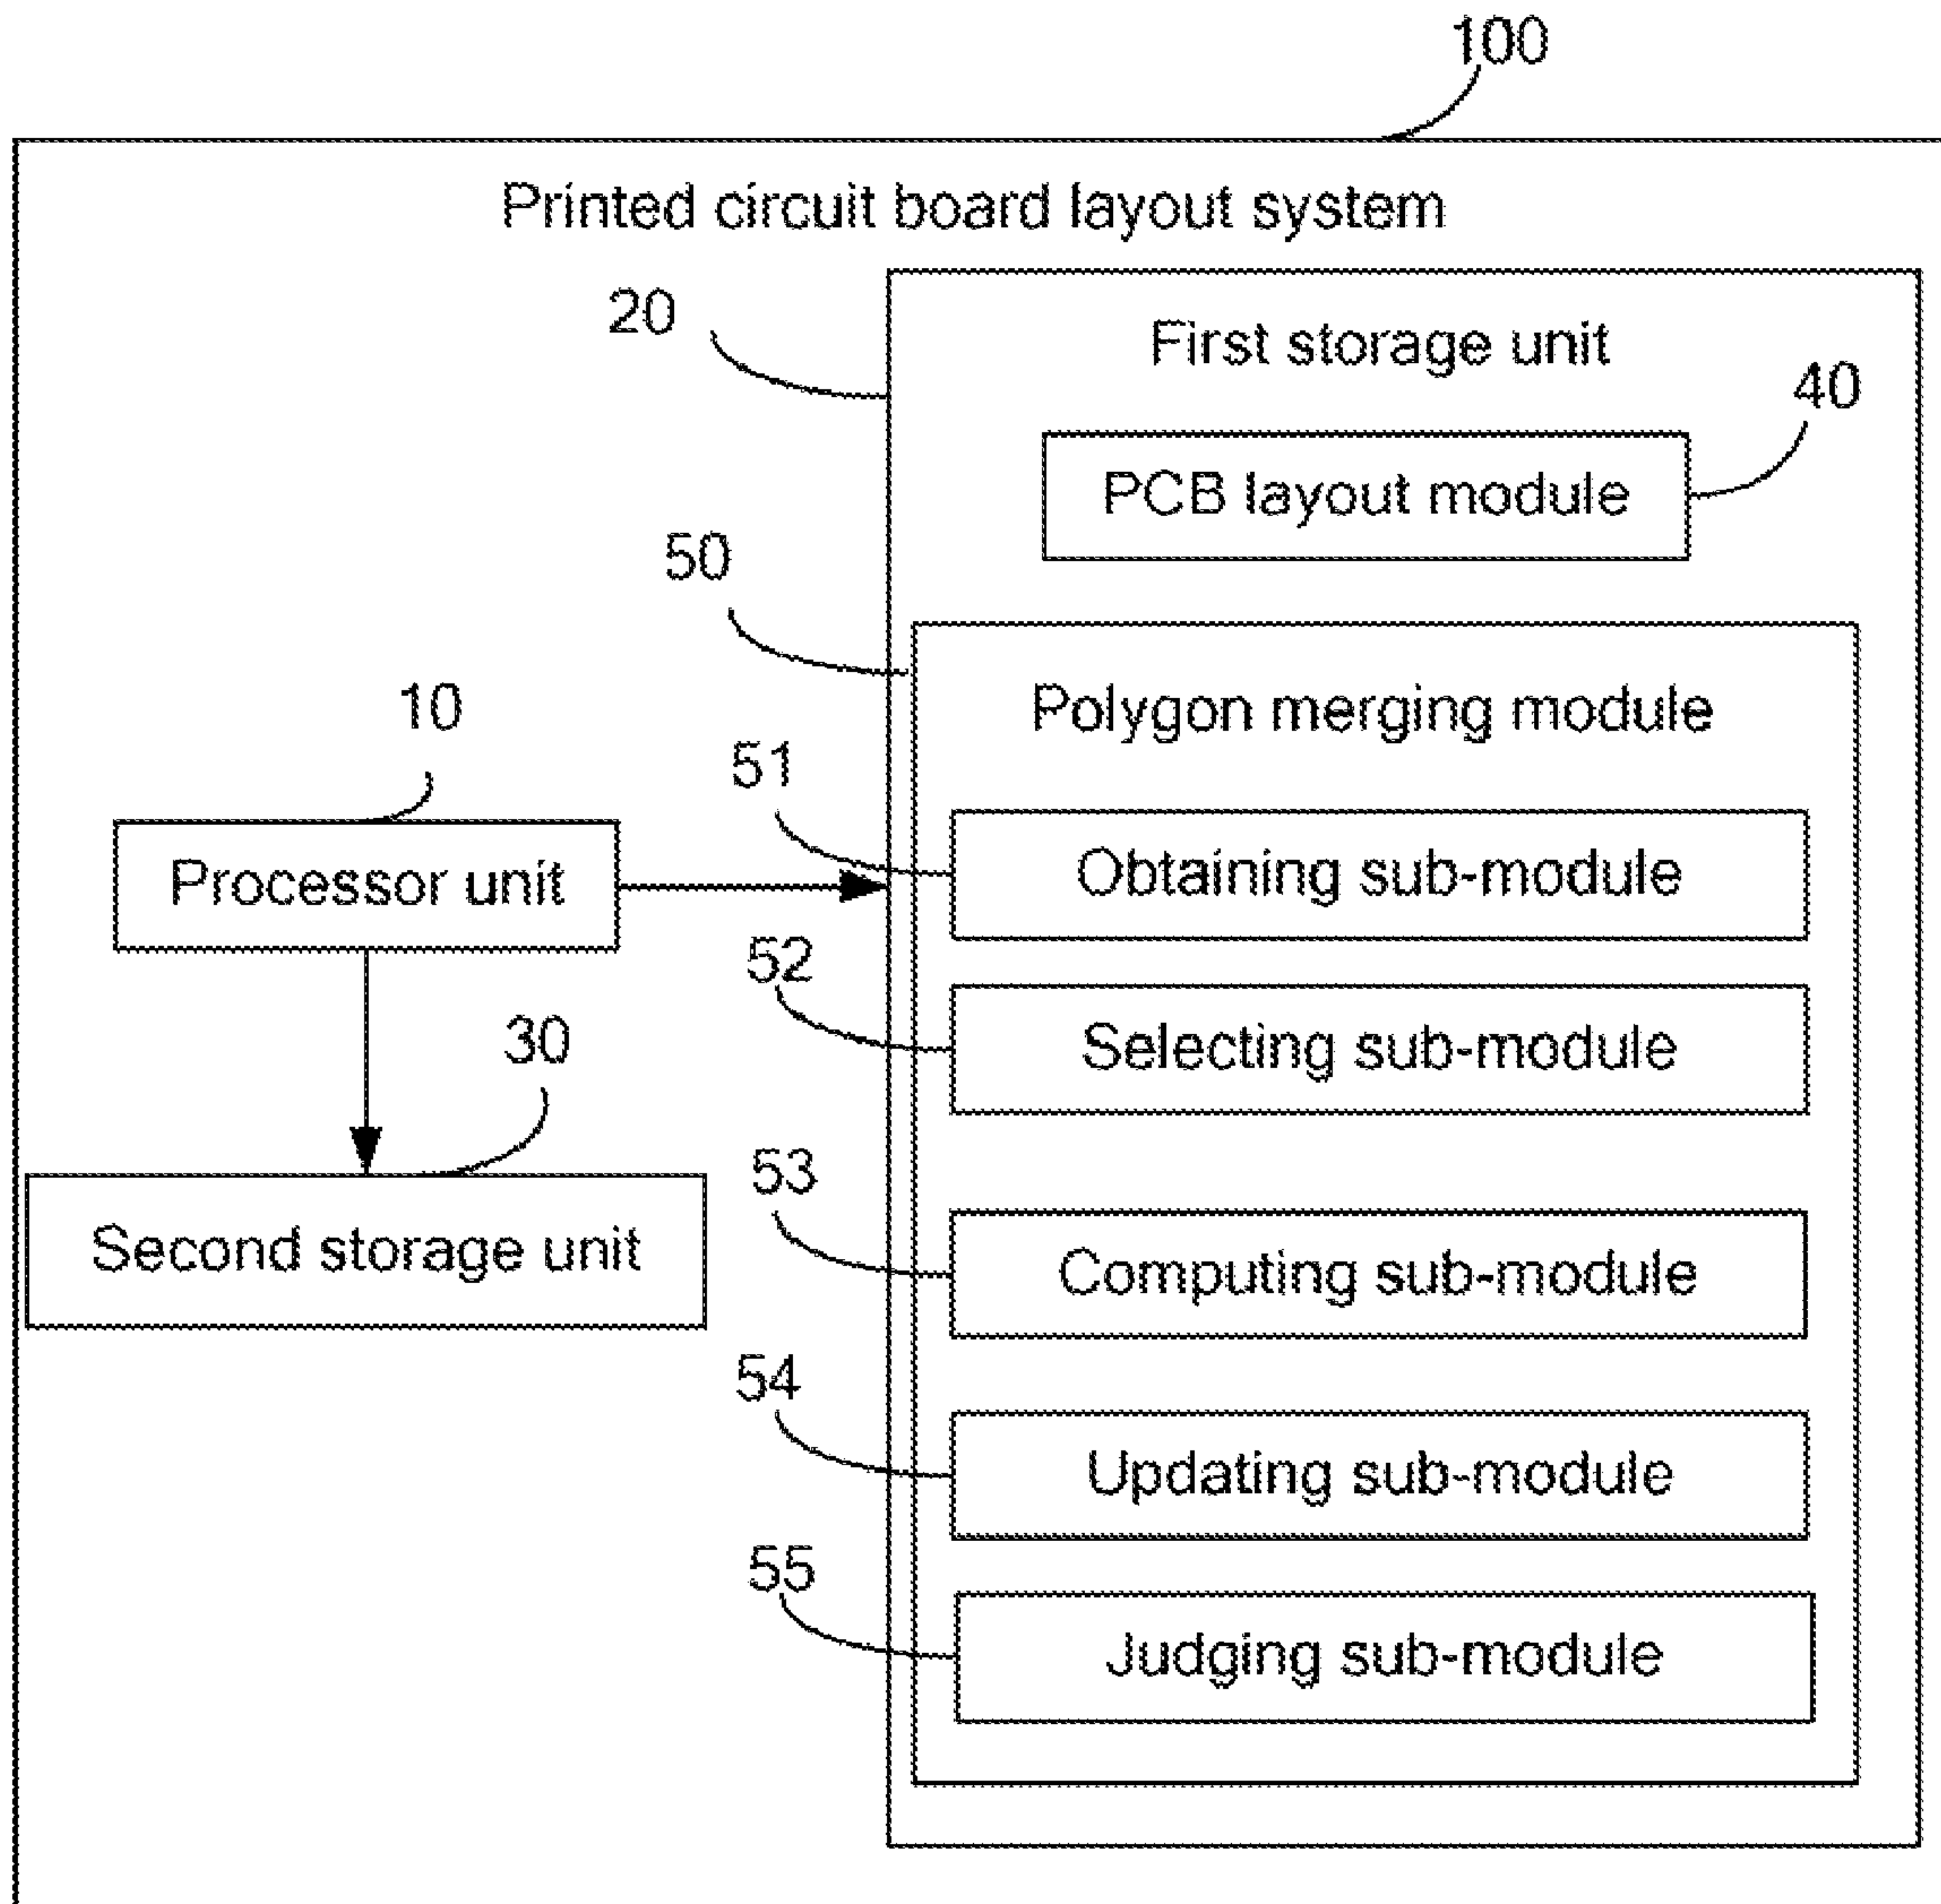 100
Printed circuit board layout system
20
First storage unit
40
PCB layout module
50
Polygon merging module
10
51
Processor unit
Obtaining sub-module
52
Selecting sub-module
30
53
Second storage unit
Computing sub-module
54
Updating sub-module
55
Judging sub-module